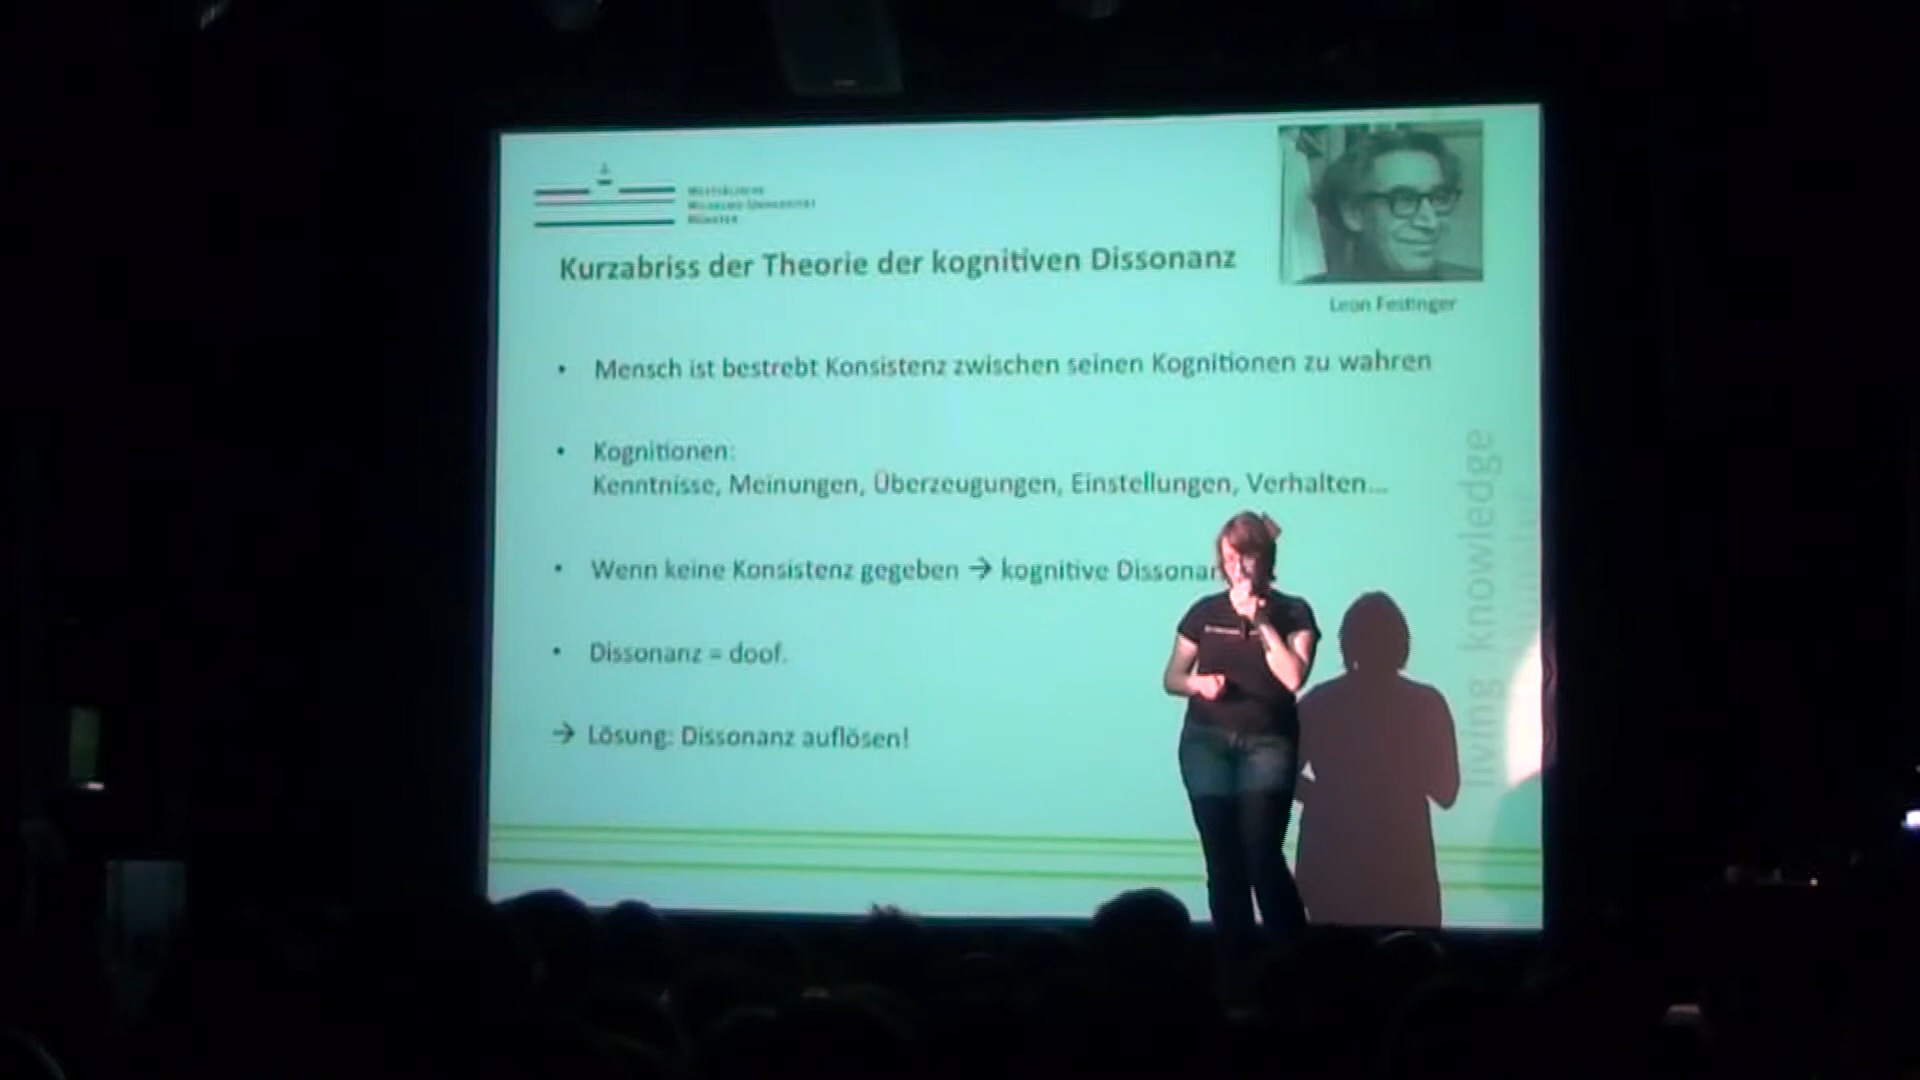 Westfälische
Wilhelms-Universität
Münster
Kurzabriss der Theorie der kognitiven Dissonanz
Leon Festinger
• Mensch ist bestrebt Konsistenz zwischen seinen Kognitionen zu wahren
• Kognitionen:
Kenntnisse, Meinungen, Überzeugungen, Einstellungen, Verhalten...
• Wenn keine Konsistenz gegeben → kognitive Dissonan
• Dissonanz = doof.
→ Lösung: Dissonanz auflösen!
living knowledge